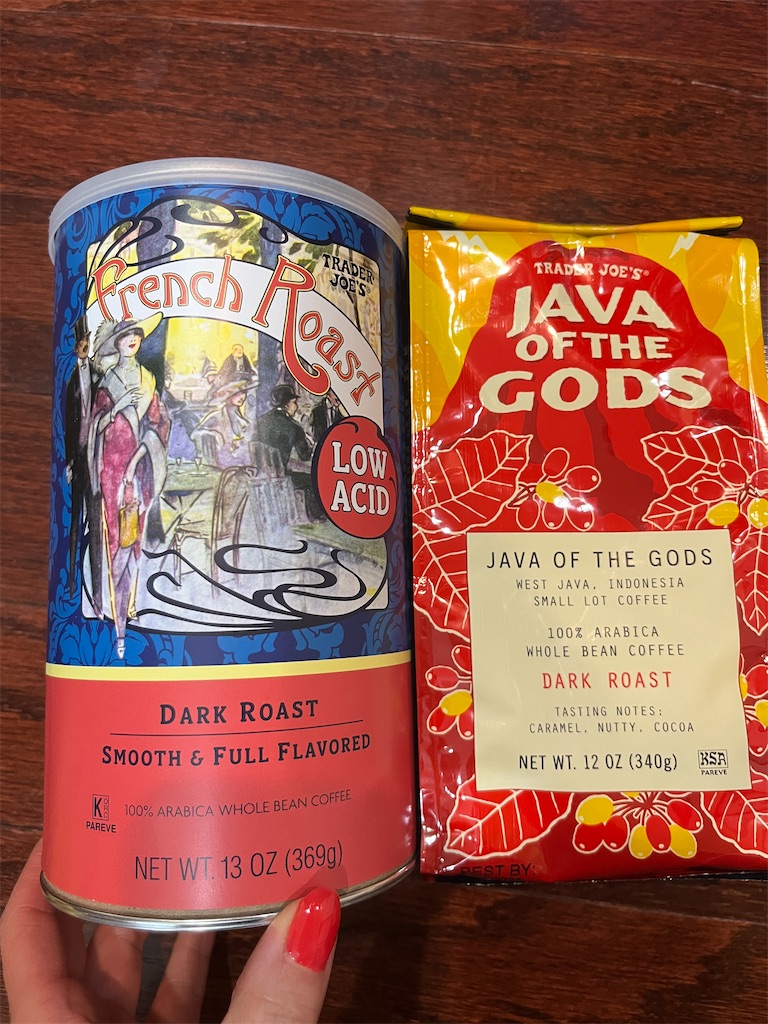 French Roast
TRADER
JOE'S®
LOW
ACID
DARK ROAST
SMOOTH & FULL FLAVORED
K
PAREVE
100% ARABICA WHOLE BEAN COFFEE
NET WT. 13 OZ (369g)
TRADER JOE'S®
JAVA
OF THE
GODS
JAVA OF THE GODS
WEST JAVA, INDONESIA
SMALL LOT COFFEE
100% ARABICA
WHOLE BEAN COFFEE
DARK ROAST
TASTING NOTES:
CARAMEL, NUTTY, COCOA
NET WT. 12 OZ (340g)
KSA
PAREVE
BEST BY: